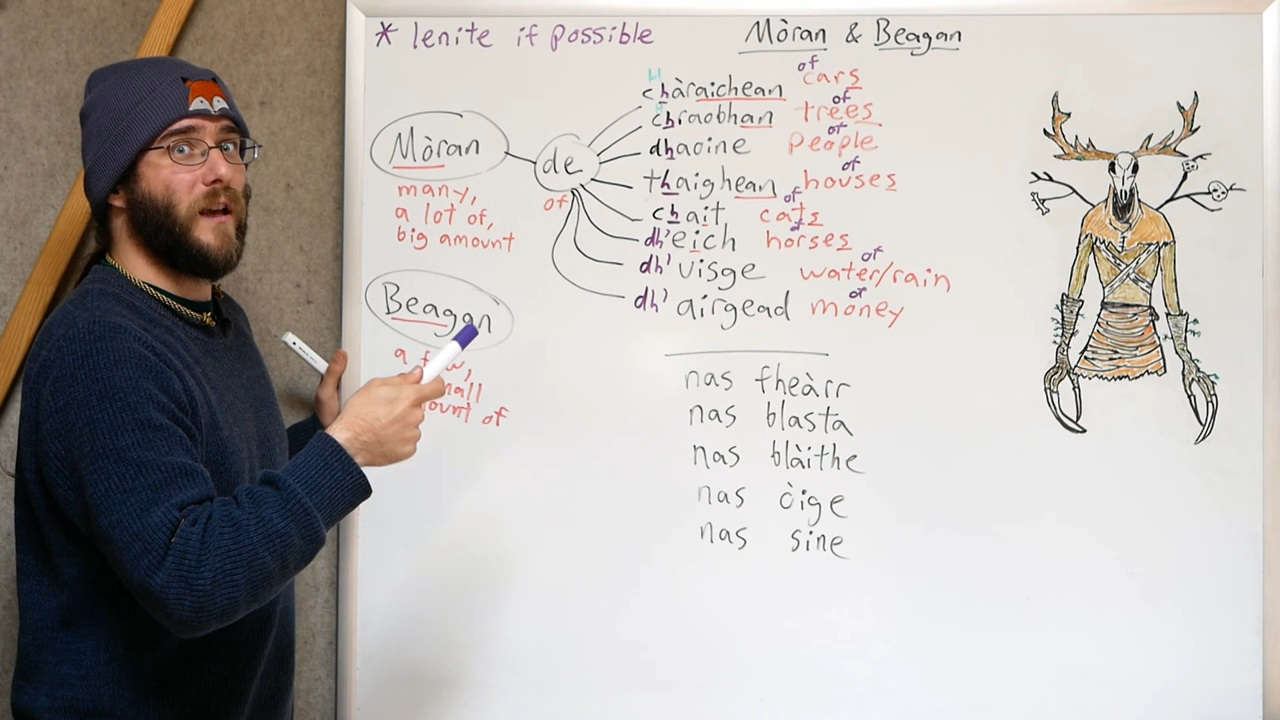 * lenite if possible
Mòran & Beagan
Mòran
many,
a lot of,
big amount
de
of
H
chàraichean of cars
chraobhan of trees
dhaoine of people
thaighean of houses
chait of cats
dh'eich of horses
dh'uisge of water/rain
dh'airgead of money
Beagan
a
of
nas fheàrr
nas blasta
nas blàithe
nas òige
nas sine